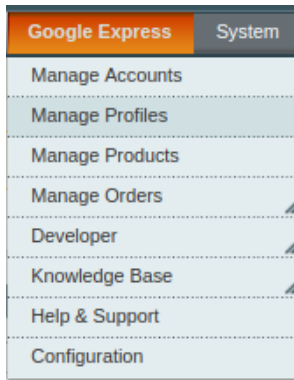 Google Express System
Manage Accounts
Manage Profiles
Manage Products
Manage Orders
Developer
Knowledge Base
Help & Support
Configuration